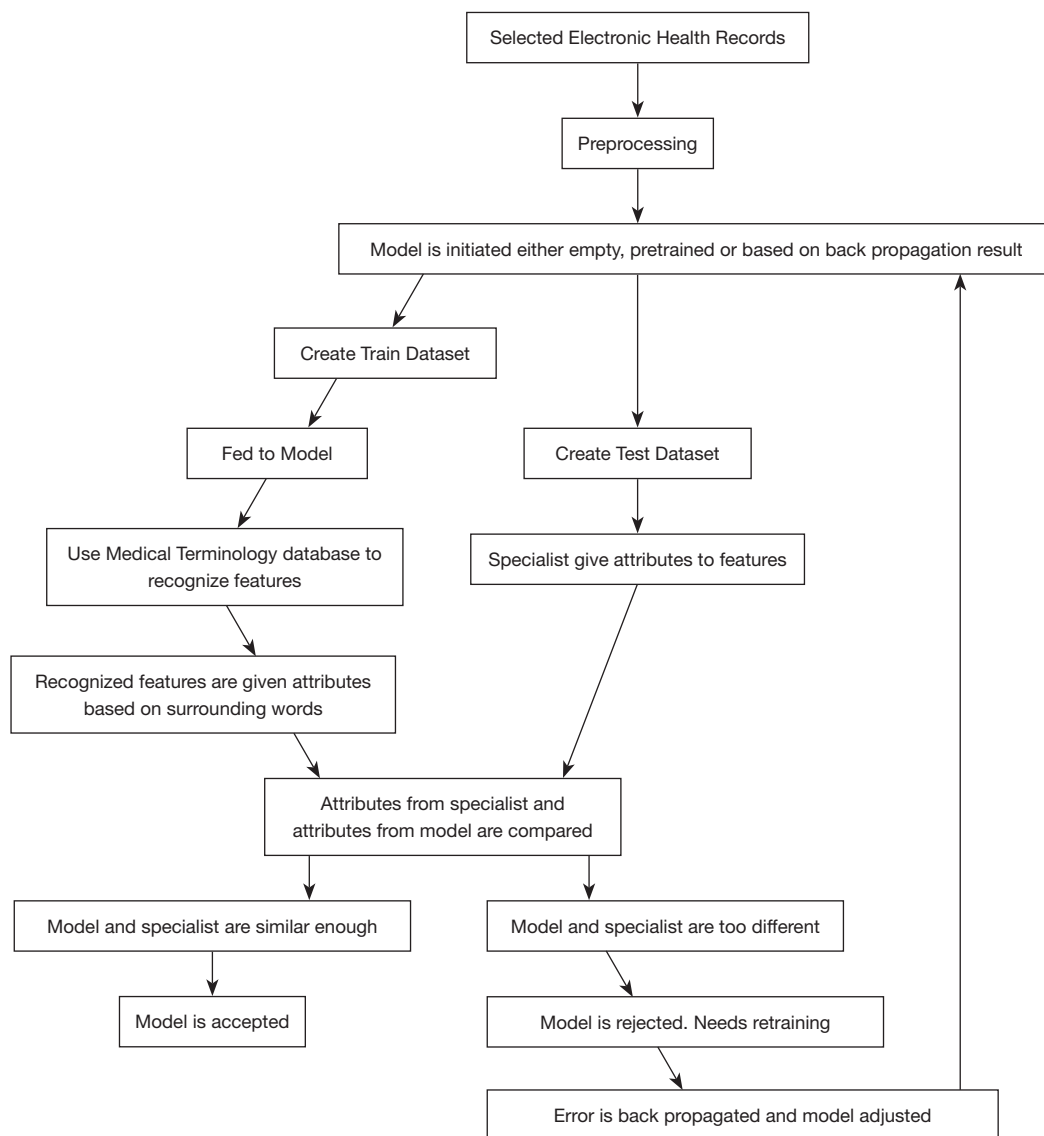 Selected Electronic Health Records
Preprocessing
Model is initiated either empty, pretrained or based on back propagation result
Create Train Dataset
Fed to Model
Create Test Dataset
Use Medical Terminology database to
recognize features
Specialist give attributes to features
Recognized features are given attributes
based on surrounding words
Attributes from specialist and
attributes from model are compared
Model and specialist are similar enough
Model and specialist are too different
Model is accepted
Model is rejected. Needs retraining
Error is back propagated and model adjusted